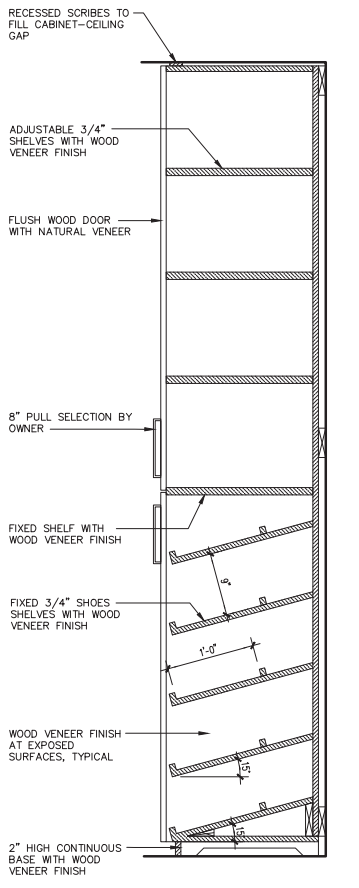 RECESSED SCRIBES TO
FILL CABINET-CEILING
GAP
ADJUSTABLE 3/4"
SHELVES WITH WOOD
VENEER FINISH
FLUSH WOOD DOOR
WITH NATURAL VENEER
8" PULL SELECTION BY
OWNER
FIXED SHELF WITH
WOOD VENEER FINISH
9"
FIXED 3/4" SHOES
SHELVES WITH WOOD
VENEER FINISH
1'-0"
WOOD VENEER FINISH
AT EXPOSED
SURFACES, TYPICAL
15°
15°
2" HIGH CONTINUOUS
BASE WITH WOOD
VENEER FINISH